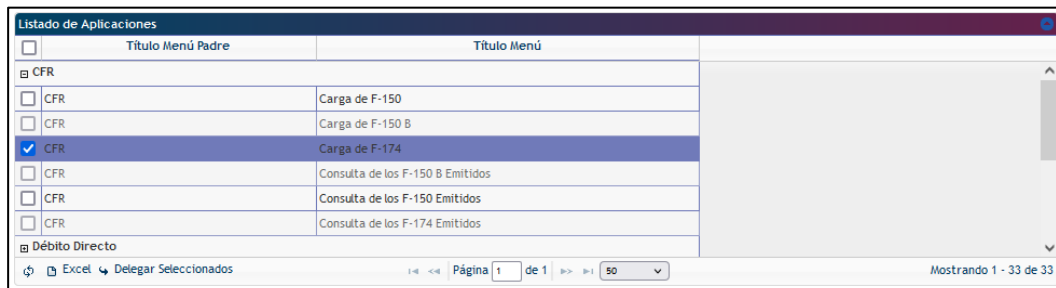 Listado de Aplicaciones
Título Menú Padre Título Menú
CFR
CFR Carga de F-150
CFR Carga de F-150 B
CFR Carga de F-174
CFR Consulta de los F-150 B Emitidos
CFR Consulta de los F-150 Emitidos
CFR Consulta de los F-174 Emitidos
Débito Directo
Excel Delegar Seleccionados Página 1 de 1 50 Mostrando 1 - 33 de 33